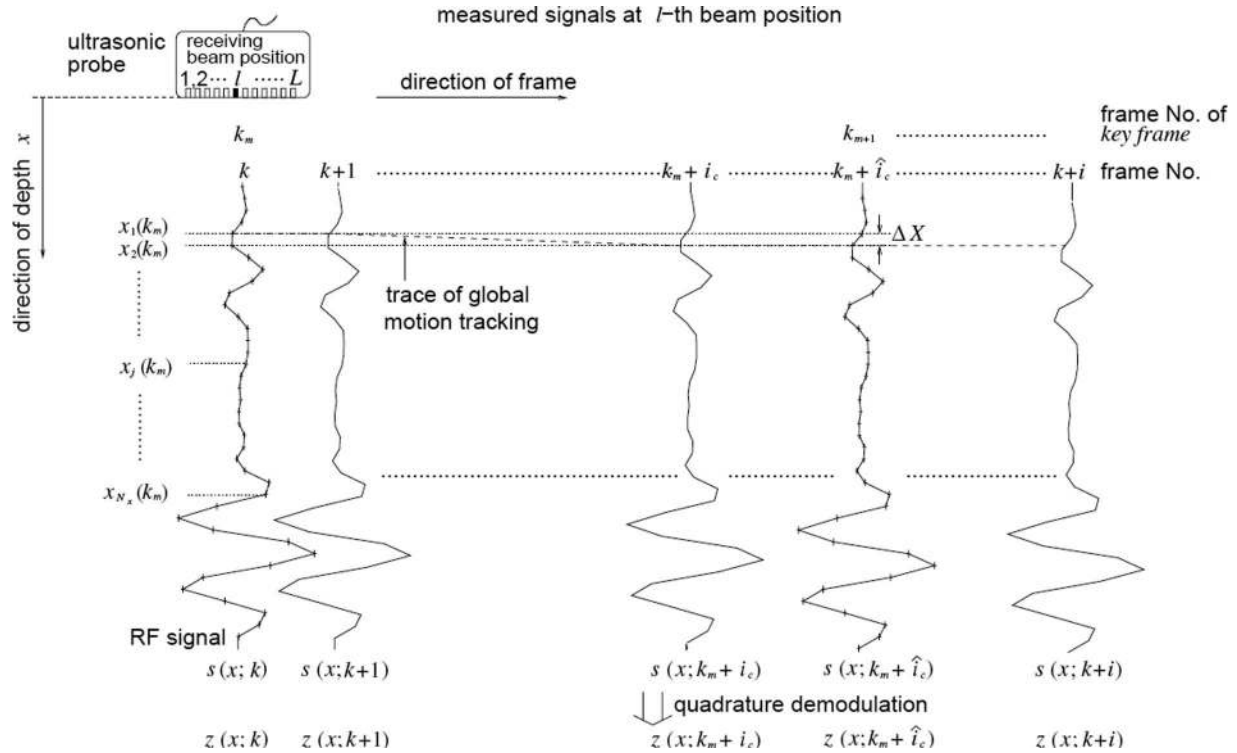 measured signals at l-th beam position
ultrasonic
probe
receiving
beam position
1,2··· l ····· L
direction of frame
direction of depth x
k_m
k_{m+1}
frame No. of
key frame
k
k+1
k_m + i_c
k_m + î_c
k+i
frame No.
x_1(k_m)
x_2(k_m)
ΔX
trace of global
motion tracking
x_j(k_m)
x_{N_x}(k_m)
RF signal
s(x; k)
s(x;k+1)
s(x;k_m + i_c)
s(x;k_m + î_c)
s(x;k+i)
quadrature demodulation
z(x;k)
z(x;k+1)
z(x;k_m + i_c)
z(x;k_m + î_c)
z(x;k+i)